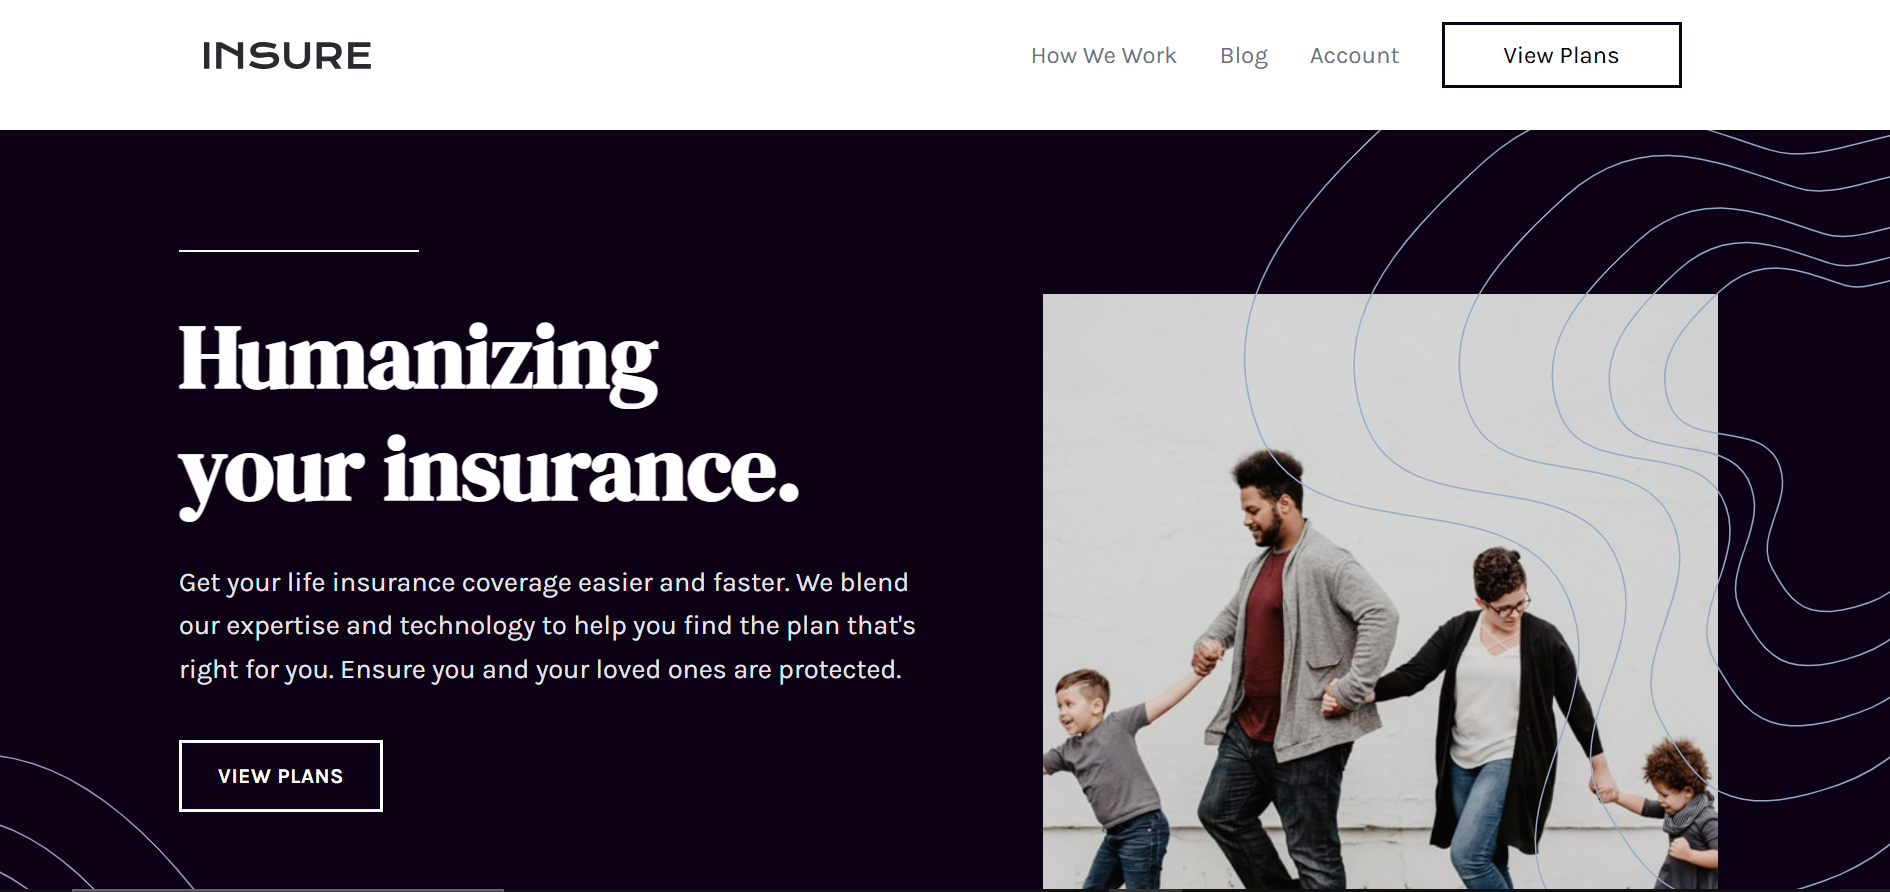 INSURE
How We Work
Blog
Account
View Plans
Humanizing
your insurance.
Get your life insurance coverage easier and faster. We blend
our expertise and technology to help you find the plan that's
right for you. Ensure you and your loved ones are protected.
VIEW PLANS